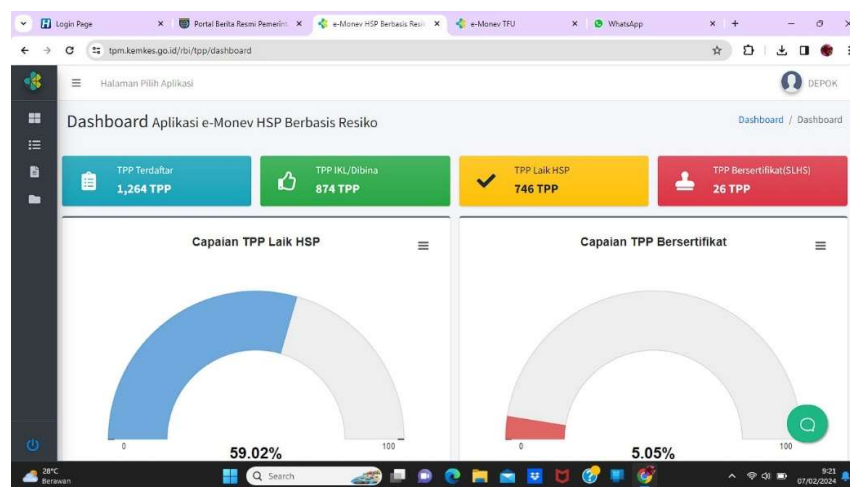 Login Page
Portal Berita Resmi Pemerin
e-Monev HSP Berbasis Resi
e-Monev TFU
WhatsApp
tpm.kemkes.go.id/rbi/tpp/dashboard
Halaman Pilih Aplikasi
DEPOK
Dashboard Aplikasi e-Monev HSP Berbasis Resiko
Dashboard / Dashboard
TPP Terdaftar
1,264 TPP
TPP IKL/Dibina
874 TPP
TPP Laik HSP
746 TPP
TPP Bersertifikat(SLHS)
26 TPP
Capaian TPP Laik HSP
Capaian TPP Bersertifikat
0
59.02%
100
0
5.05%
100
28°C
Berawan
Search
9:21
07/02/2024